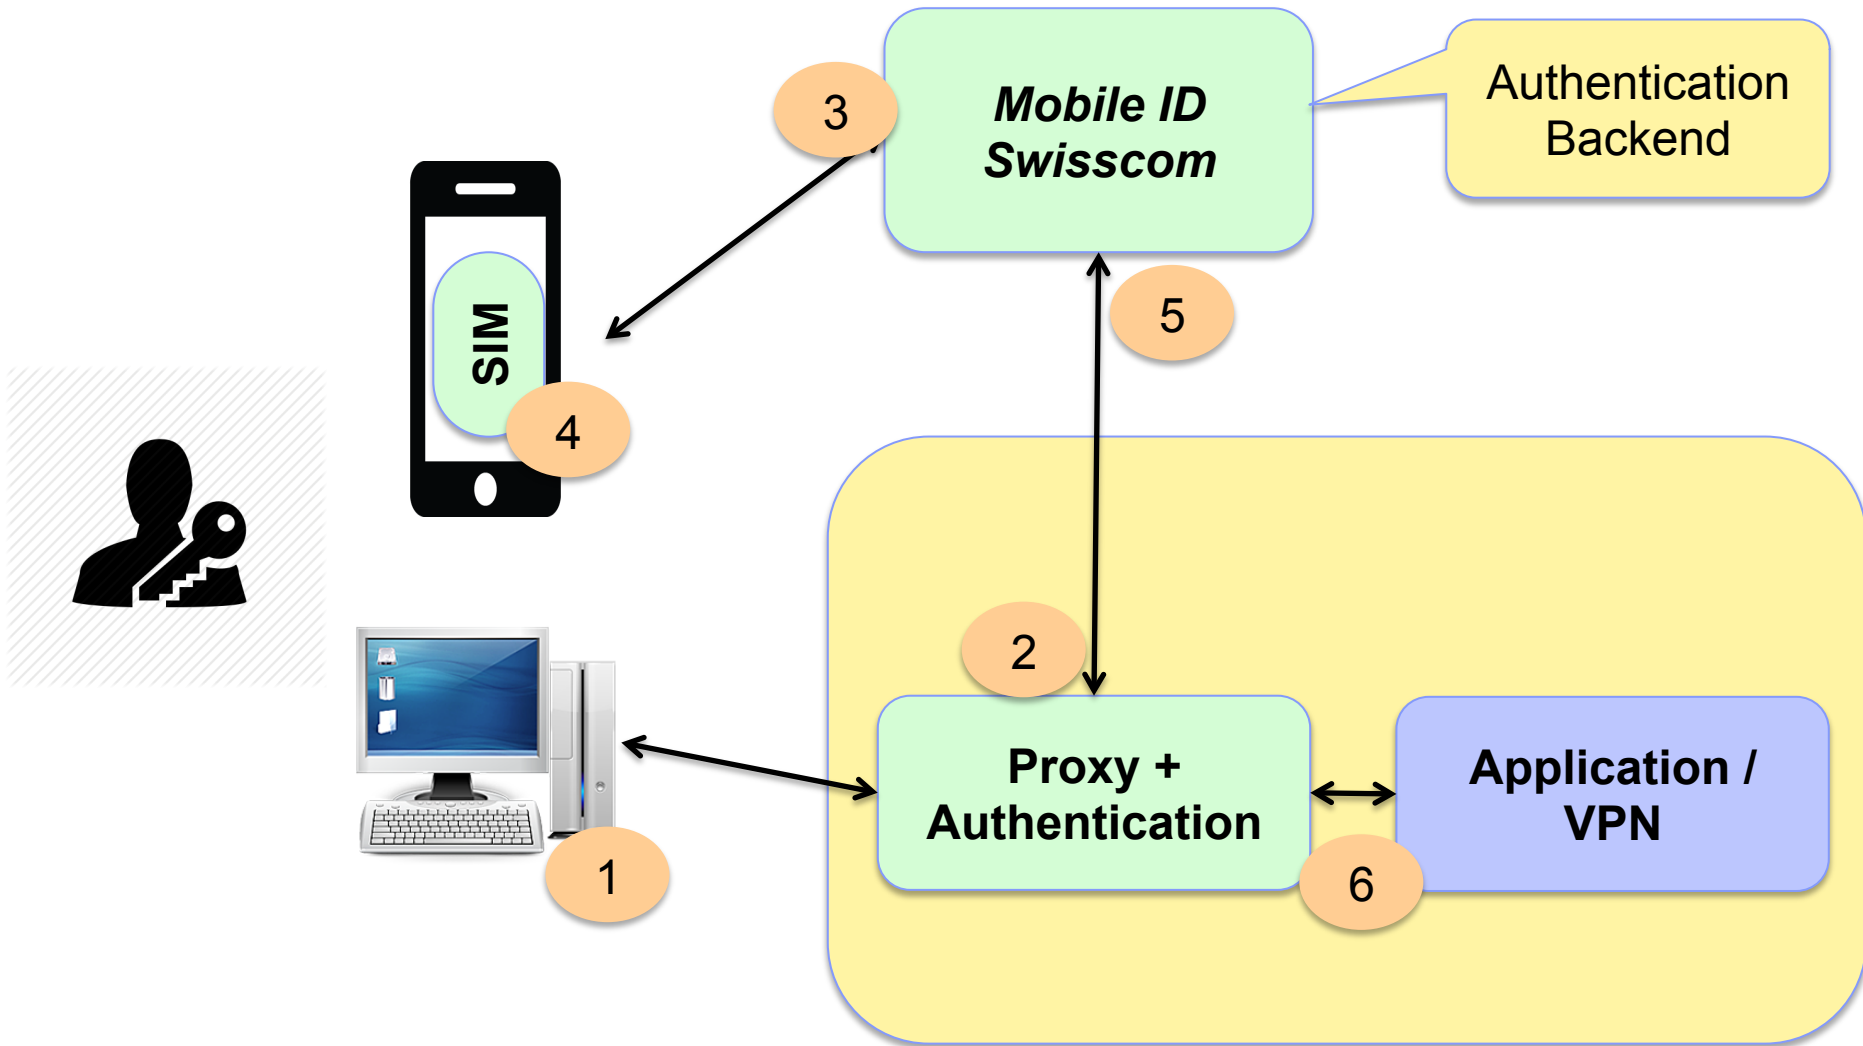 3
Mobile ID
Swisscom
Authentication
Backend
SIM
5
4
2
Proxy +
Authentication
Application /
VPN
1
6